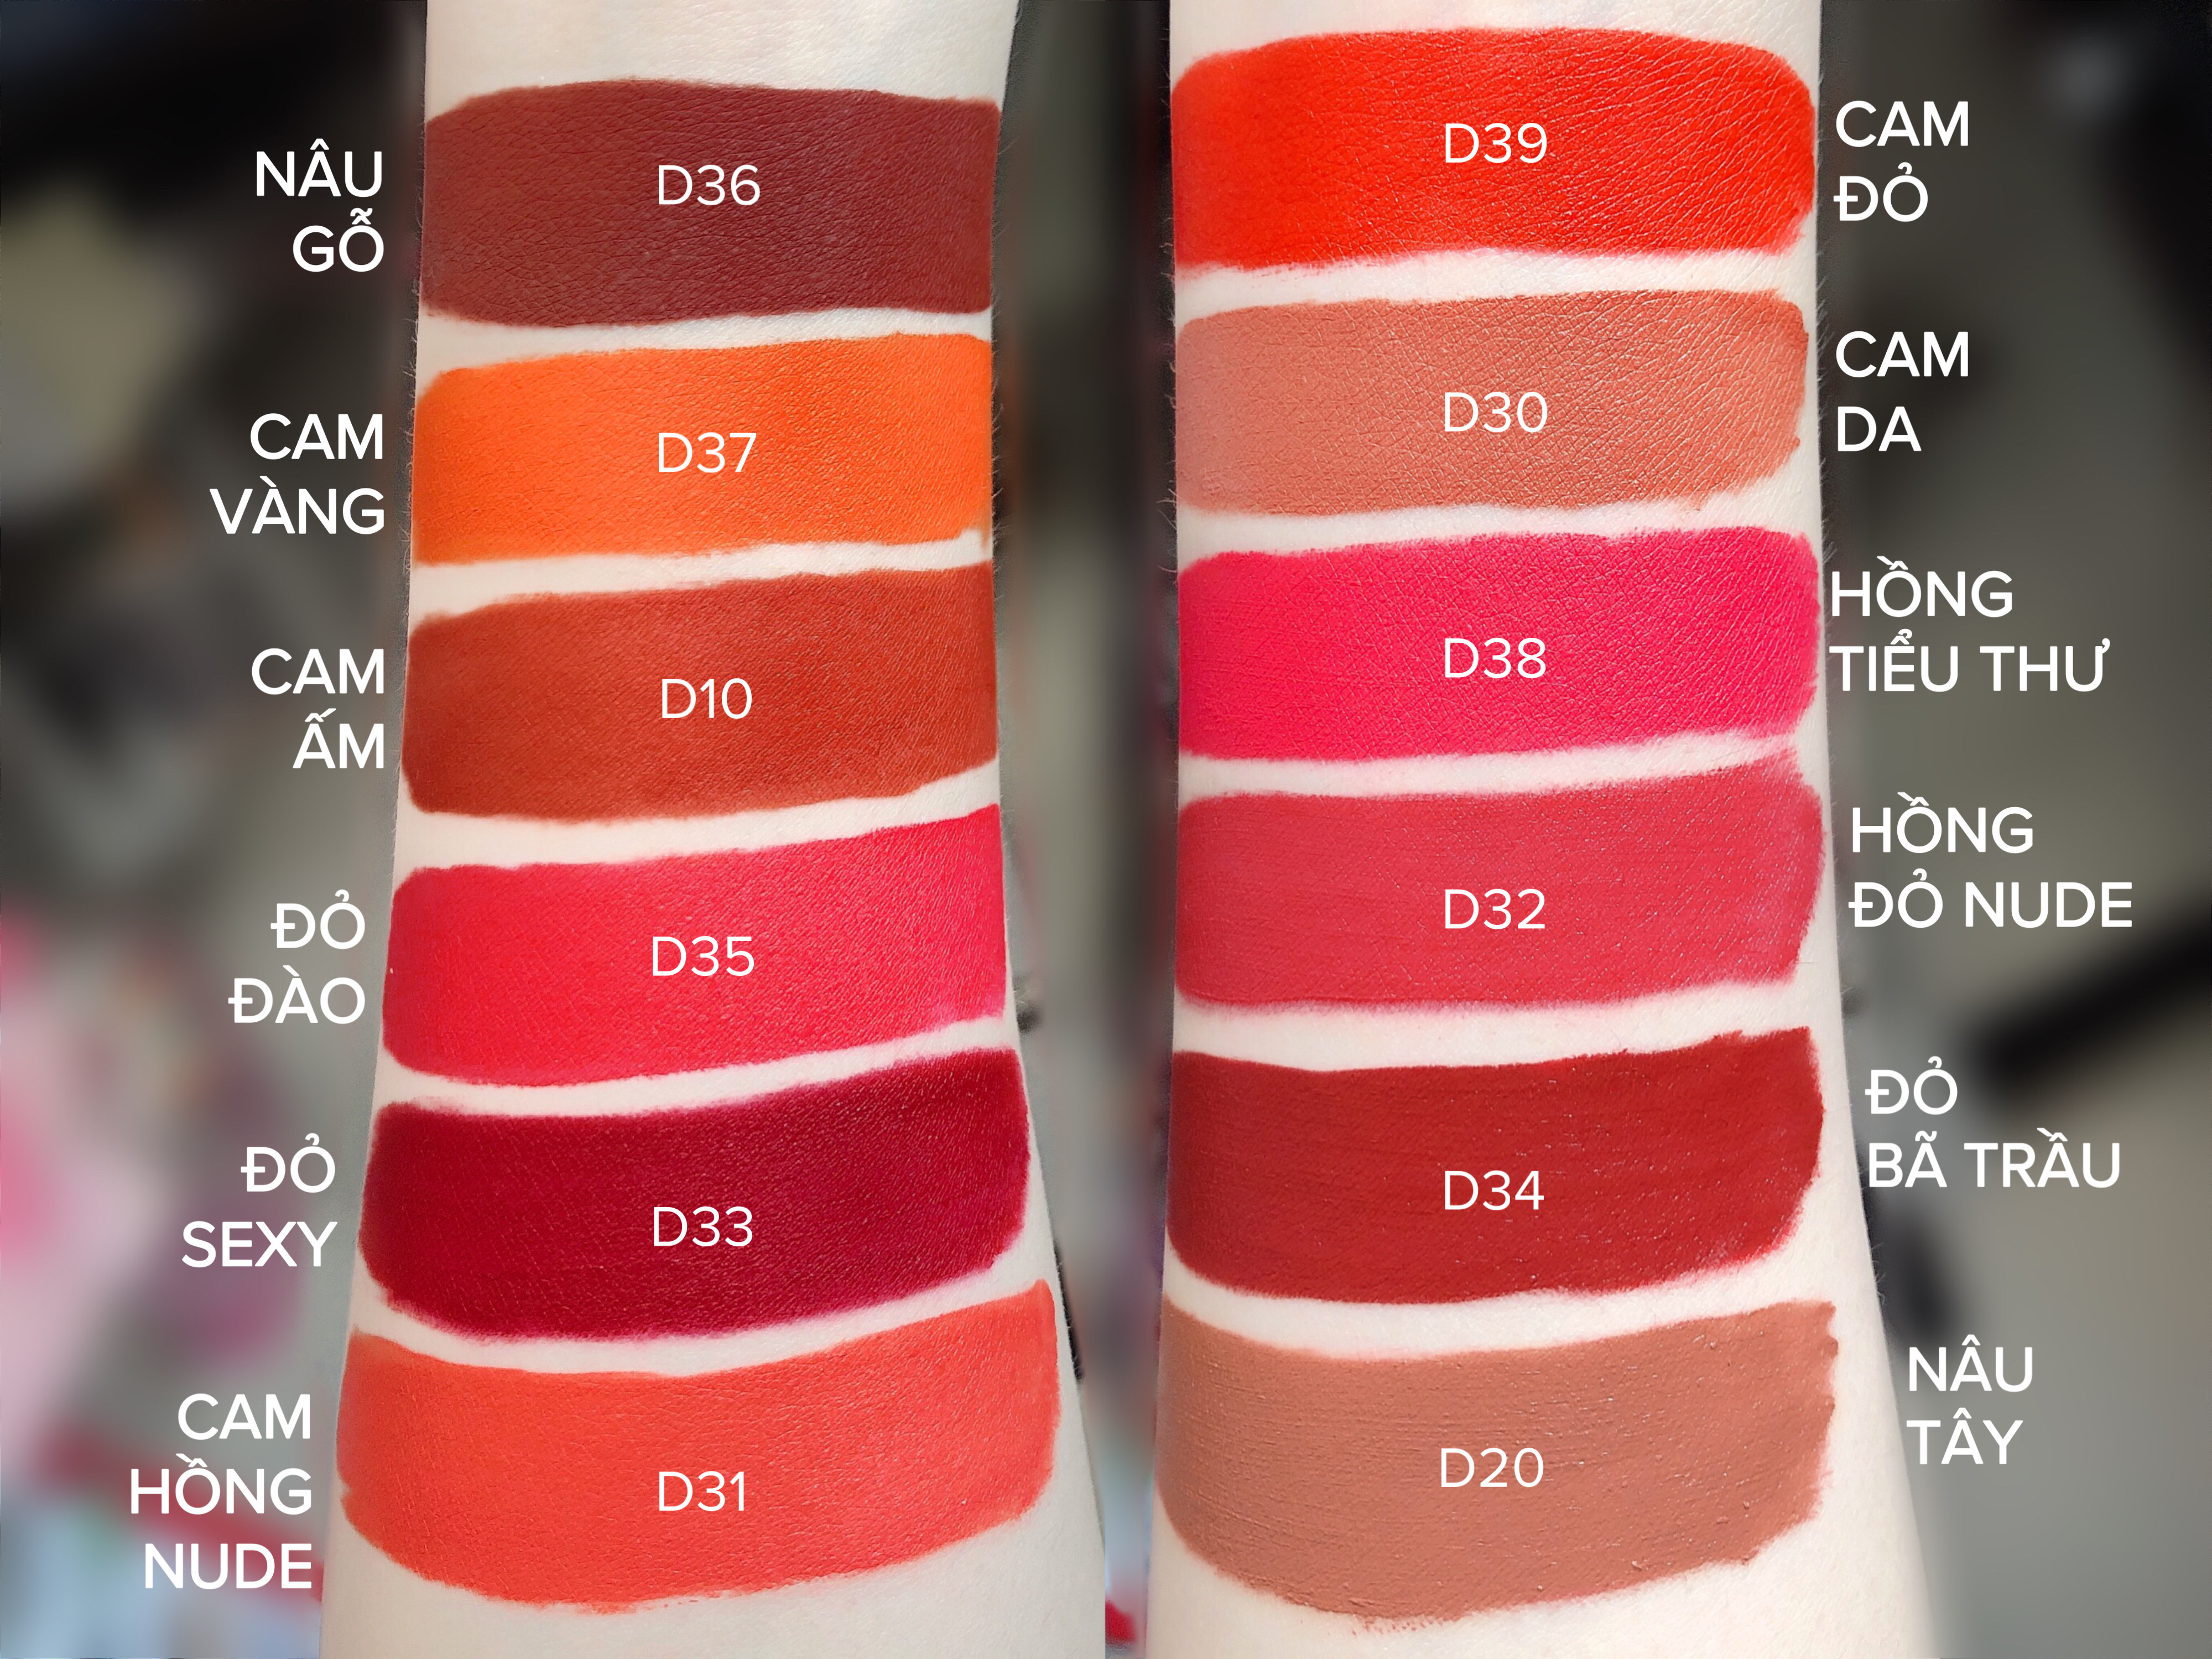 NÂU
GỖ
D36
CAM
VÀNG
D37
CAM
ẤM
D10
ĐỎ
ĐÀO
D35
ĐỎ
SEXY
D33
CAM
HỒNG
NUDE
D31
D39
CAM
ĐỎ
D30
CAM
DA
D38
HỒNG
TIỂU THƯ
D32
HỒNG
ĐỎ NUDE
D34
ĐỎ
BÃ TRẦU
D20
NÂU
TÂY